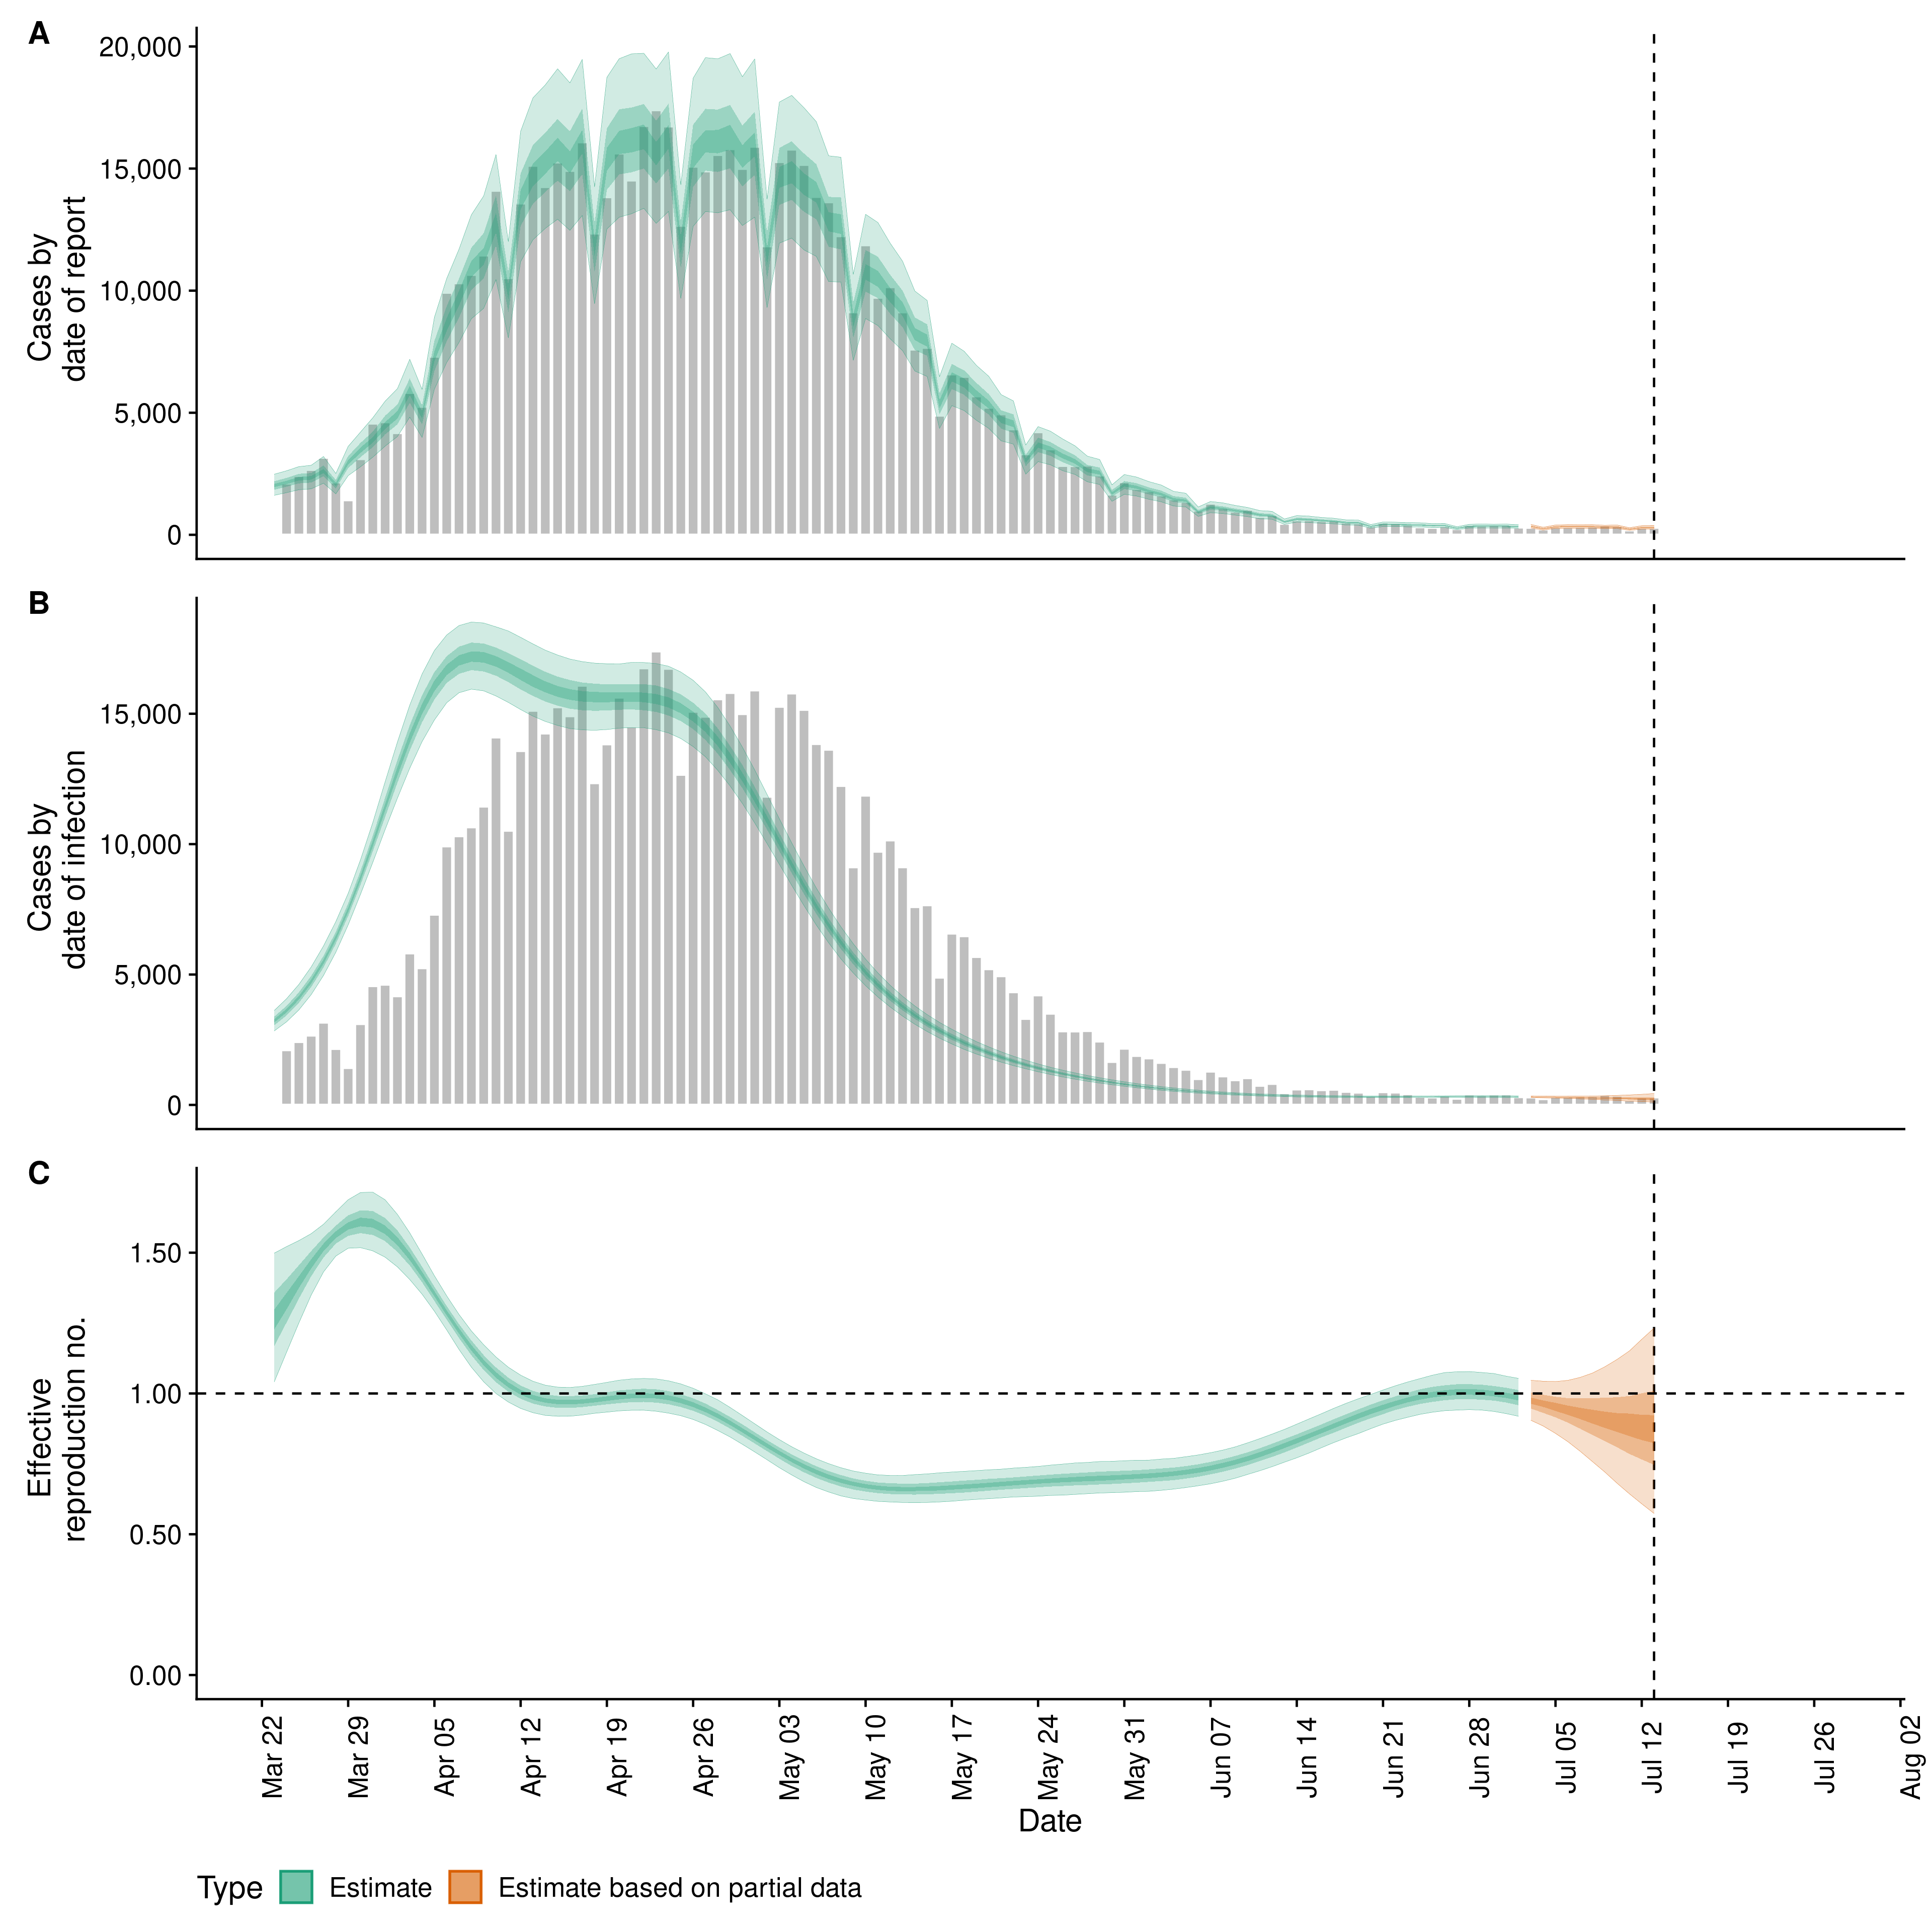 A
Cases by
date of report
20,000
15,000
10,000
5,000
0
B
Cases by
date of infection
15,000
10,000
5,000
0
C
Effective
reproduction no.
1.50
1.00
0.50
0.00
Mar 22
Mar 29
Apr 05
Apr 12
Apr 19
Apr 26
May 03
May 10
May 17
May 24
May 31
Jun 07
Jun 14
Jun 21
Jun 28
Jul 05
Jul 12
Jul 19
Jul 26
Aug 02
Date
Type Estimate Estimate based on partial data